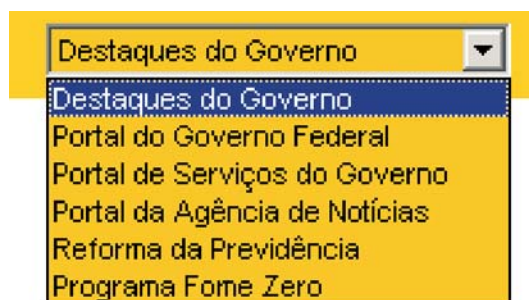 Destaques do Governo
Destaques do Governo
Portal do Governo Federal
Portal de Serviços do Governo
Portal da Agência de Notícias
Reforma da Previdência
Programa Fome Zero